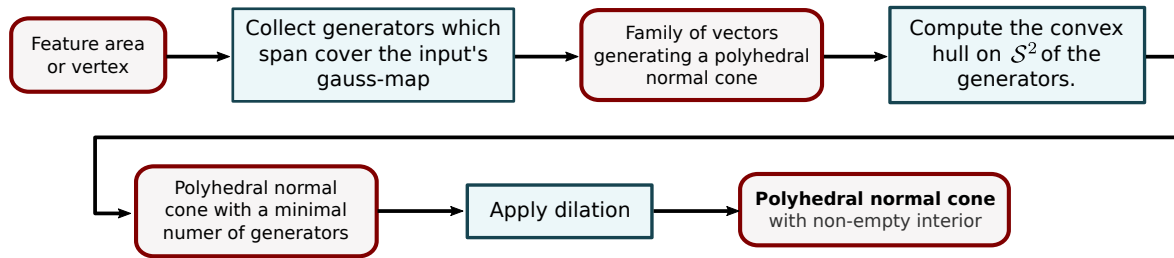 Feature area
or vertex
Collect generators which
span cover the input's
gauss-map
Family of vectors
generating a polyhedral
normal cone
Compute the convex
hull on 𝒮² of the
generators.
Polyhedral normal
cone with a minimal
numer of generators
Apply dilation
Polyhedral normal cone
with non-empty interior